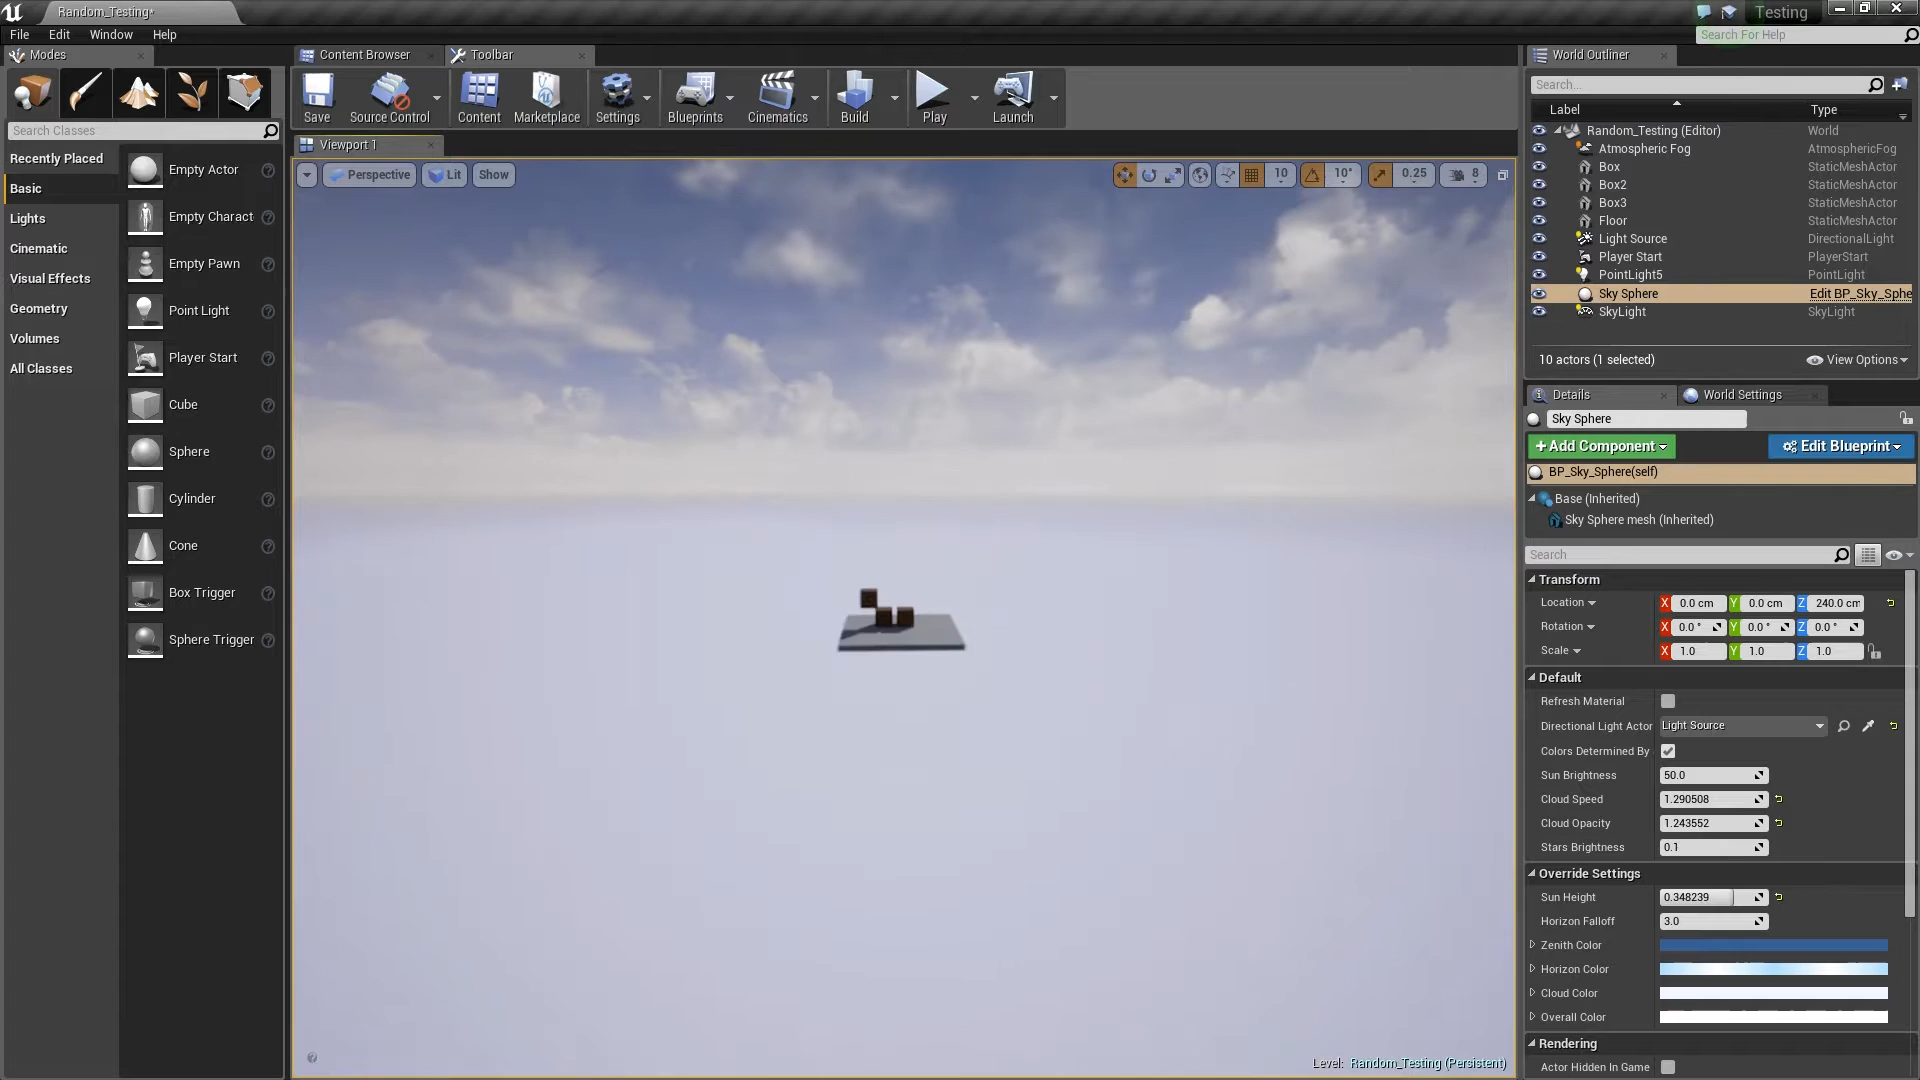 Random_Testing*
Testing
File Edit Window Help
Search For Help
Modes
Content Browser
Toolbar
World Outliner
Save
Source Control
Content
Marketplace
Settings
Blueprints
Cinematics
Build
Play
Launch
Search Classes
Recently Placed
Basic
Lights
Cinematic
Visual Effects
Geometry
Volumes
All Classes
Empty Actor
Empty Charact
Empty Pawn
Point Light
Player Start
Cube
Sphere
Cylinder
Cone
Box Trigger
Sphere Trigger
Viewport 1
Perspective
Lit
Show
10
10°
0.25
8
Level: Random_Testing (Persistent)
Search...
Label Type
Random_Testing (Editor) World
Atmospheric Fog AtmosphericFog
Box StaticMeshActor
Box2 StaticMeshActor
Box3 StaticMeshActor
Floor StaticMeshActor
Light Source DirectionalLight
Player Start PlayerStart
PointLight5 PointLight
Sky Sphere Edit BP_Sky_Sphe
SkyLight SkyLight
10 actors (1 selected)
View Options
Details
World Settings
Sky Sphere
+Add Component
Edit Blueprint
BP_Sky_Sphere(self)
Base (Inherited)
Sky Sphere mesh (Inherited)
Search
Transform
Location X 0.0 cm Y 0.0 cm Z 240.0 cm
Rotation X 0.0 ° Y 0.0 ° Z 0.0 °
Scale X 1.0 Y 1.0 Z 1.0
Default
Refresh Material
Directional Light Actor Light Source
Colors Determined By
Sun Brightness 50.0
Cloud Speed 1.290508
Cloud Opacity 1.243552
Stars Brightness 0.1
Override Settings
Sun Height 0.348239
Horizon Falloff 3.0
Zenith Color
Horizon Color
Cloud Color
Overall Color
Rendering
Actor Hidden In Game